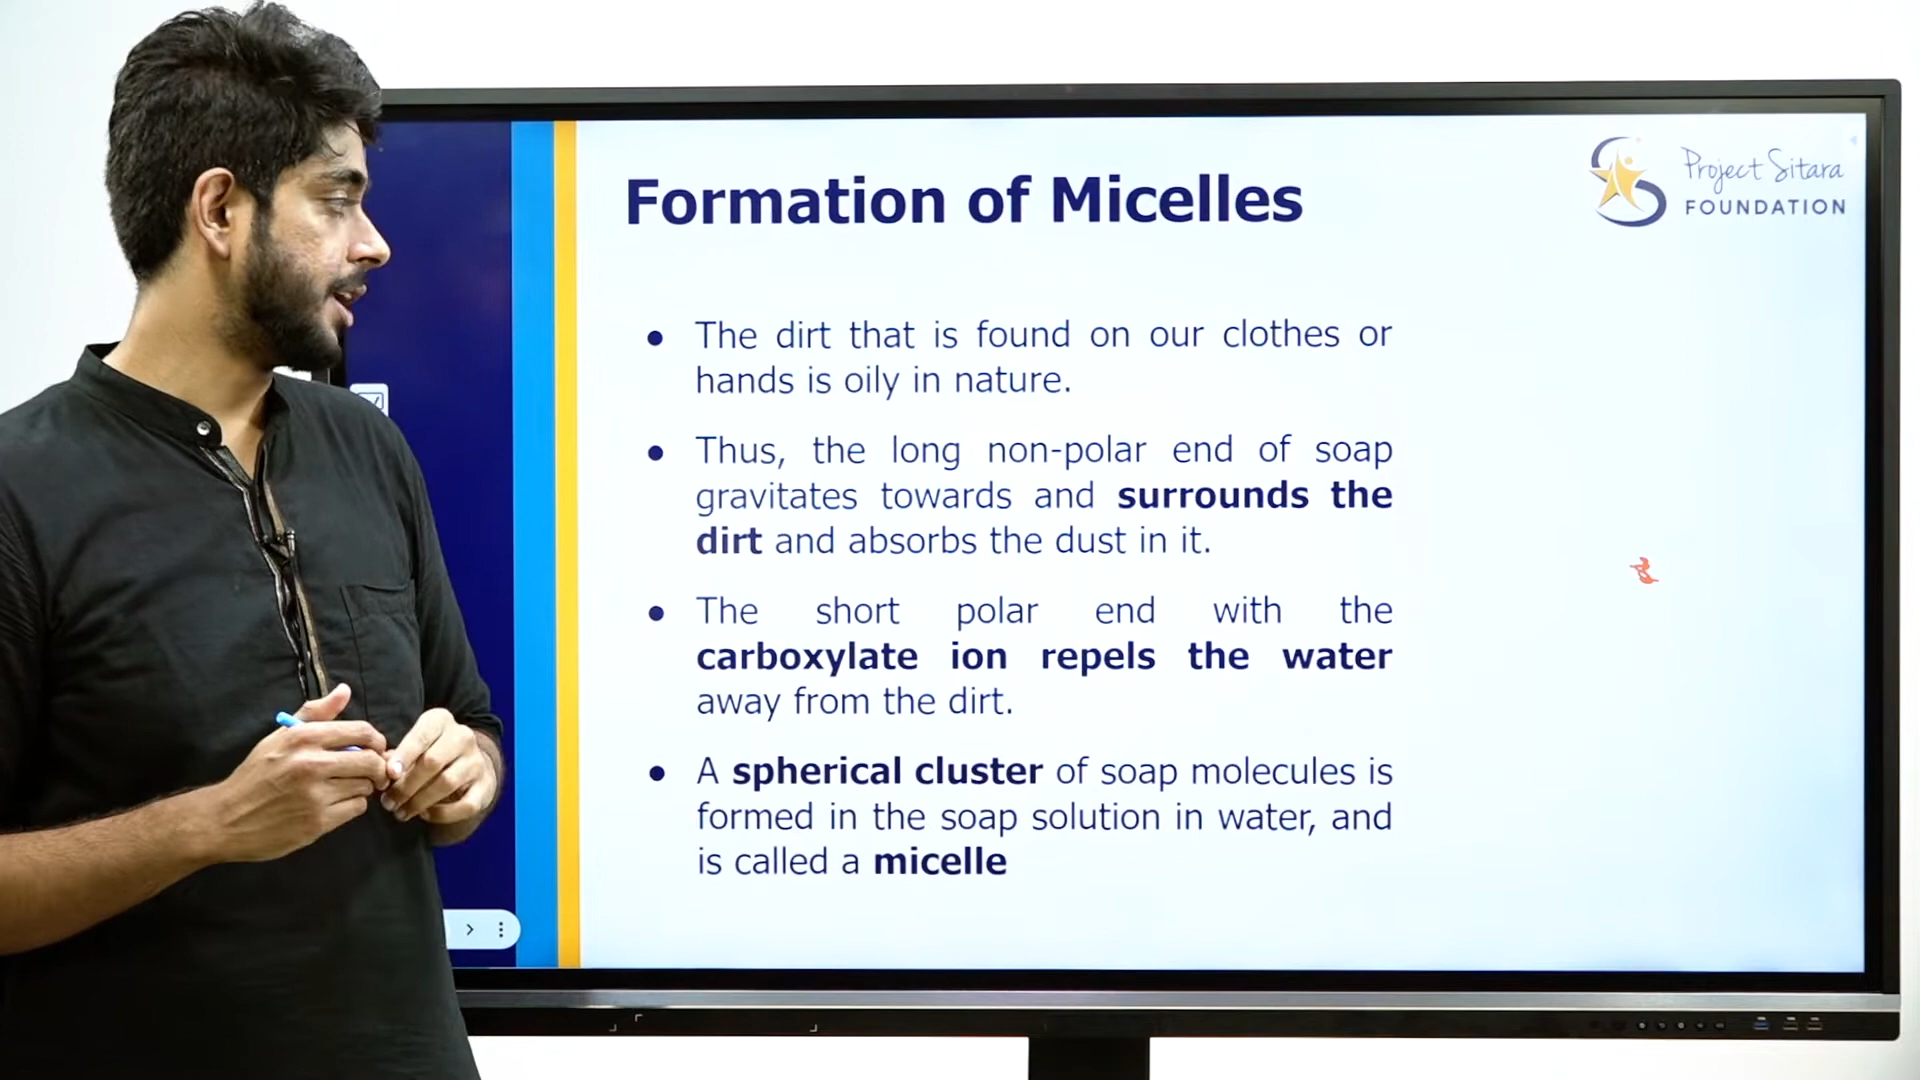 Formation of Micelles
Project Sitara
FOUNDATION
● The dirt that is found on our clothes or
hands is oily in nature.
● Thus, the long non-polar end of soap
gravitates towards and surrounds the
dirt and absorbs the dust in it.
● The short polar end with the
carboxylate ion repels the water
away from the dirt.
● A spherical cluster of soap molecules is
formed in the soap solution in water, and
is called a micelle